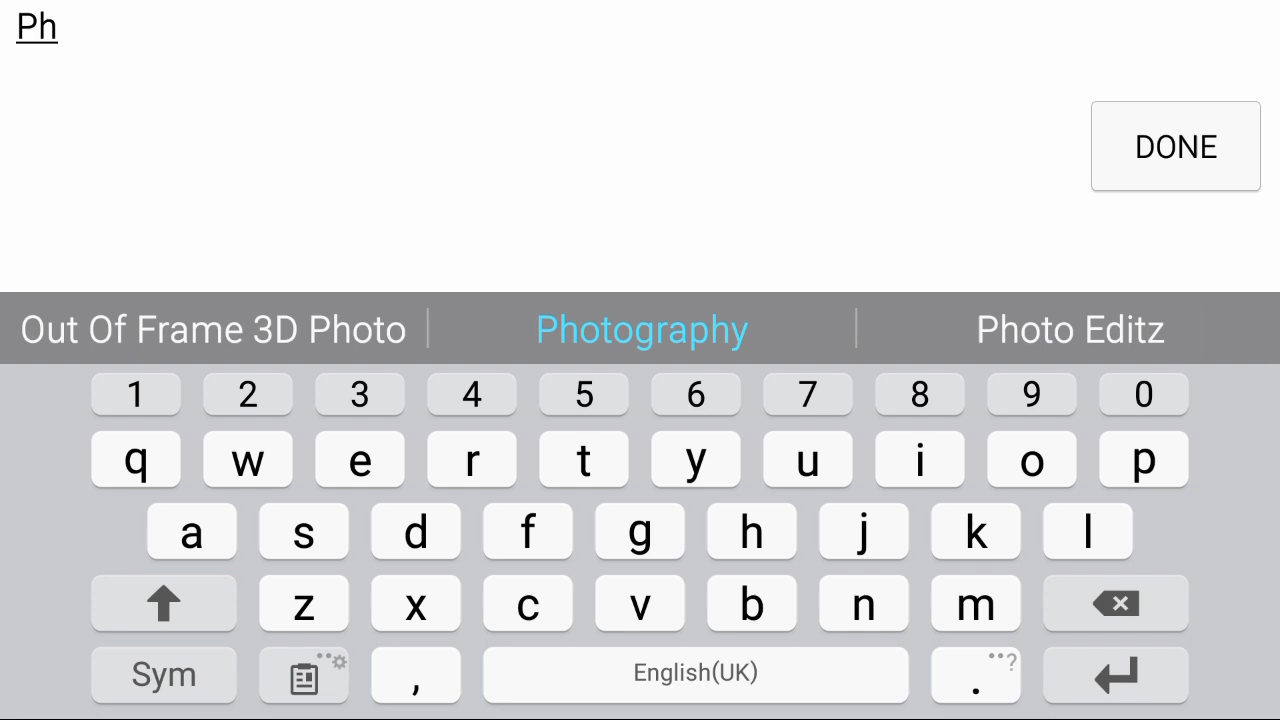 Ph
DONE
Out Of Frame 3D Photo Photography Photo Editz
1 2 3 4 5 6 7 8 9 0
q w e r t y u i o p
a s d f g h j k l
z x c v b n m
Sym , English(UK) . ?